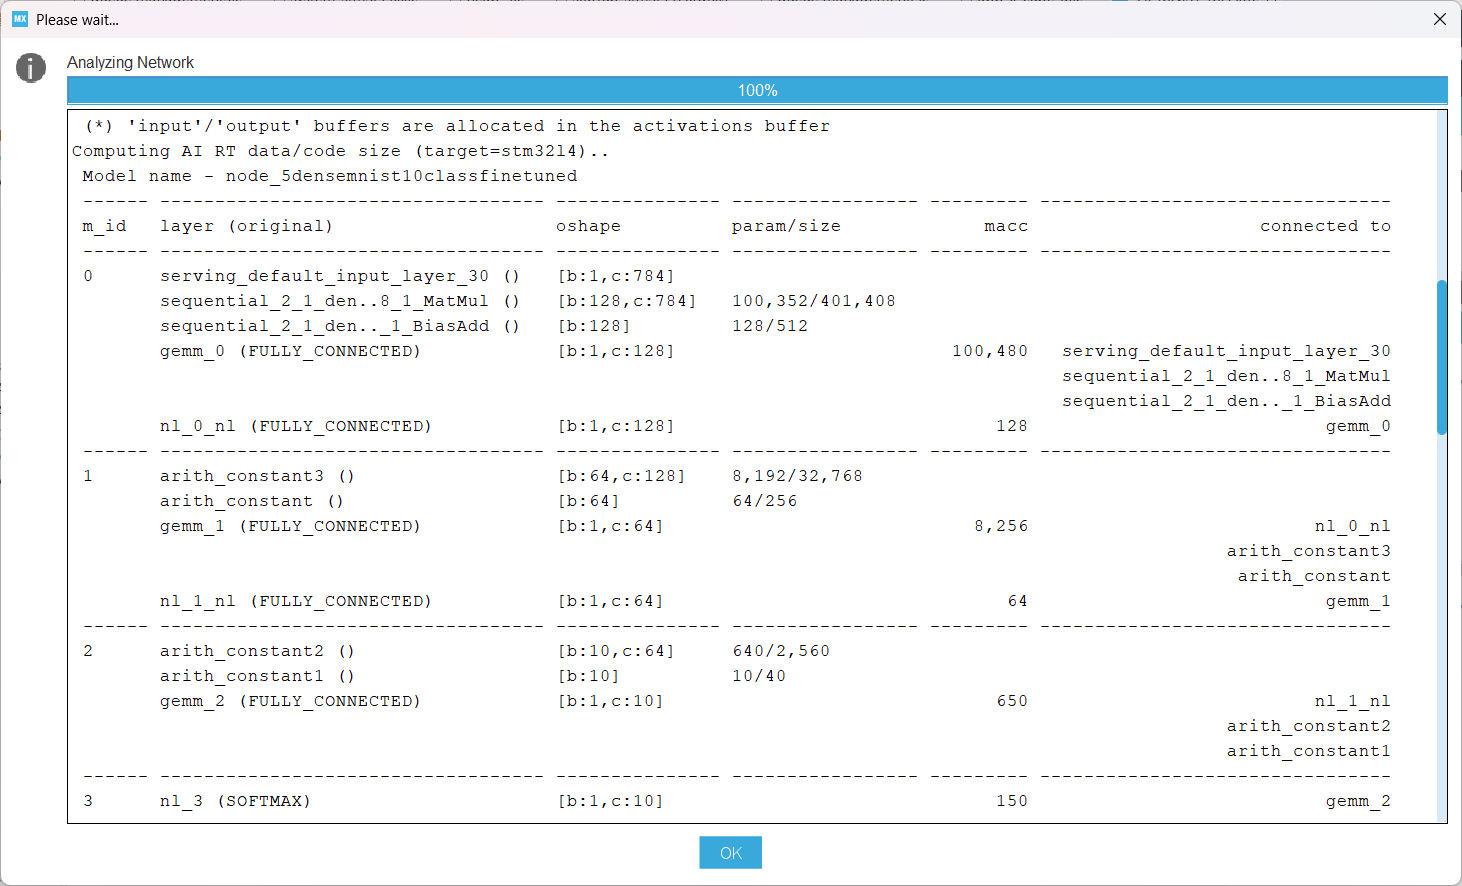 MX Please wait...
Analyzing Network
100%
(*) 'input'/'output' buffers are allocated in the activations buffer
Computing AI RT data/code size (target=stm32l4)..
Model name - node_5densemnist10classfinetuned
------ ----------------------------------- --------------- ----------------- --------- --------------------------------
m_id layer (original) oshape param/size macc connected to
------ ----------------------------------- --------------- ----------------- --------- --------------------------------
0 serving_default_input_layer_30 () [b:1,c:784]
sequential_2_1_den..8_1_MatMul () [b:128,c:784] 100,352/401,408
sequential_2_1_den.._1_BiasAdd () [b:128] 128/512
gemm_0 (FULLY_CONNECTED) [b:1,c:128] 100,480 serving_default_input_layer_30
sequential_2_1_den..8_1_MatMul
sequential_2_1_den.._1_BiasAdd
nl_0_nl (FULLY_CONNECTED) [b:1,c:128] 128 gemm_0
------ ----------------------------------- --------------- ----------------- --------- --------------------------------
1 arith_constant3 () [b:64,c:128] 8,192/32,768
arith_constant () [b:64] 64/256
gemm_1 (FULLY_CONNECTED) [b:1,c:64] 8,256 nl_0_nl
arith_constant3
arith_constant
nl_1_nl (FULLY_CONNECTED) [b:1,c:64] 64 gemm_1
------ ----------------------------------- --------------- ----------------- --------- --------------------------------
2 arith_constant2 () [b:10,c:64] 640/2,560
arith_constant1 () [b:10] 10/40
gemm_2 (FULLY_CONNECTED) [b:1,c:10] 650 nl_1_nl
arith_constant2
arith_constant1
------ ----------------------------------- --------------- ----------------- --------- --------------------------------
3 nl_3 (SOFTMAX) [b:1,c:10] 150 gemm_2
OK